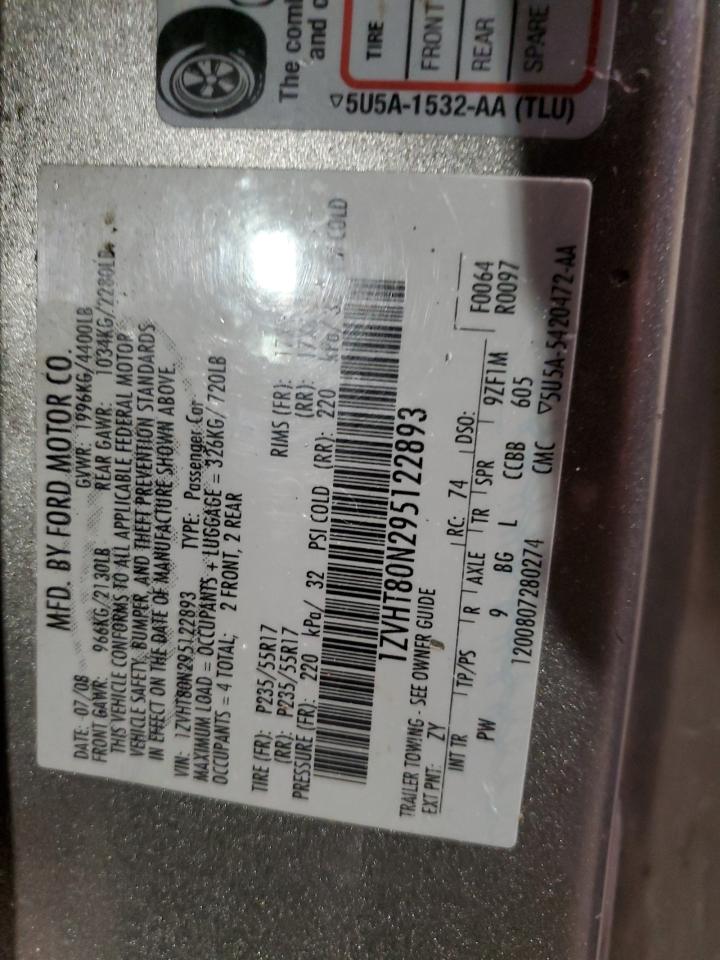 The comb
and c
TIRE
FRONT
REAR
SPARE
▽5U5A-1532-AA (TLU)
MFD. BY FORD MOTOR CO.
DATE: 07/08 GVWR: 1996KG/4400LB
FRONT GAWR: 966KG/2130LB REAR GAWR: 1034KG/2280LB
THIS VEHICLE CONFORMS TO ALL APPLICABLE FEDERAL MOTOR
VEHICLE SAFETY, BUMPER, AND THEFT PREVENTION STANDARDS
IN EFFECT ON THE DATE OF MANUFACTURE SHOWN ABOVE.
VIN: 1ZVHT80N295122893 TYPE: Passenger Car
MAXIMUM LOAD = OCCUPANTS + LUGGAGE = 326KG/ 720LB
OCCUPANTS = 4 TOTAL; 2 FRONT, 2 REAR
TIRE (FR): P235/55R17 RIMS (FR):
(RR): P235/55R17 (RR):
PRESSURE (FR): 220 kPa/ 32 PSI COLD (RR): 220 kPa/ COLD
1ZVHT80N295122893
TRAILER TOWING - SEE OWNER GUIDE
EXT PNT: ZY RC: 74 DSO: F0064
INT TR TP/PS R AXLE TR SPR R0097
PW 9 BG L CCBB 9ZF1M
605
1200807280274 CMC ▽5U5A-5420472-AA